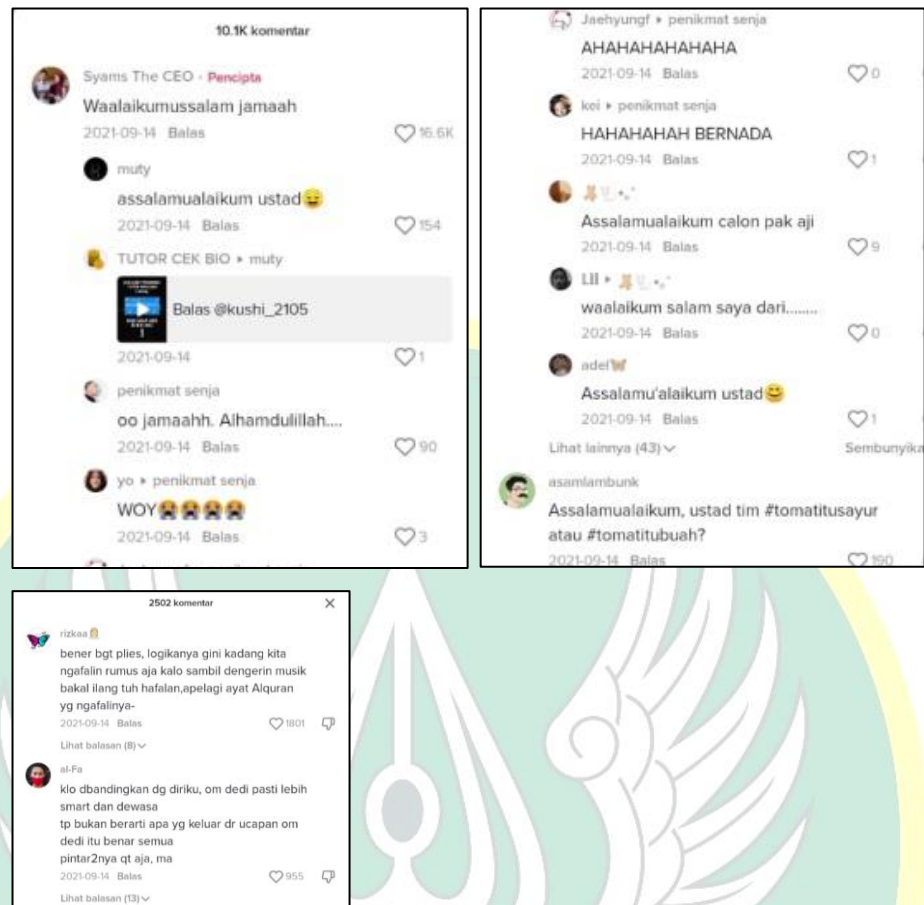 10.1K komentar
Syams The CEO · Pencipta
Waalaikumussalam jamaah
2021-09-14 Balas 16.6K
muty
assalamualaikum ustad😝
2021-09-14 Balas 154
TUTOR CEK BIO ▸ muty
Balas @kushi_2105
2021-09-14 1
penikmat senja
oo jamaahh. Alhamdulillah....
2021-09-14 Balas 90
yo ▸ penikmat senja
WOY😭😭😭😭
2021-09-14 Balas 3
Jaehyungf ▸ penikmat senja
AHAHAHAHAHAHA
2021-09-14 Balas 0
kei ▸ penikmat senja
HAHAHAHAH BERNADA
2021-09-14 Balas 1
Assalamualaikum calon pak aji
2021-09-14 Balas 9
Lil ▸
waalaikum salam saya dari........
2021-09-14 Balas 0
adel🦋
Assalamu'alaikum ustad😊
2021-09-14 Balas 1
Lihat lainnya (43)
Sembunyika
asamlambunk
Assalamualaikum, ustad tim #tomatitusayur
atau #tomatitubuah?
2021-09-14 Balas 190
2502 komentar
rizkaa
bener bgt plies, logikanya gini kadang kita
ngafalin rumus aja kalo sambil dengerin musik
bakal ilang tuh hafalan,apelagi ayat Alquran
yg ngafalinya-
2021-09-14 Balas 1801
Lihat balasan (8)
al-Fa
klo dbandingkan dg diriku, om dedi pasti lebih
smart dan dewasa
tp bukan berarti apa yg keluar dr ucapan om
dedi itu benar semua
pintar2nya qt aja, ma
2021-09-14 Balas 955
Lihat balasan (13)